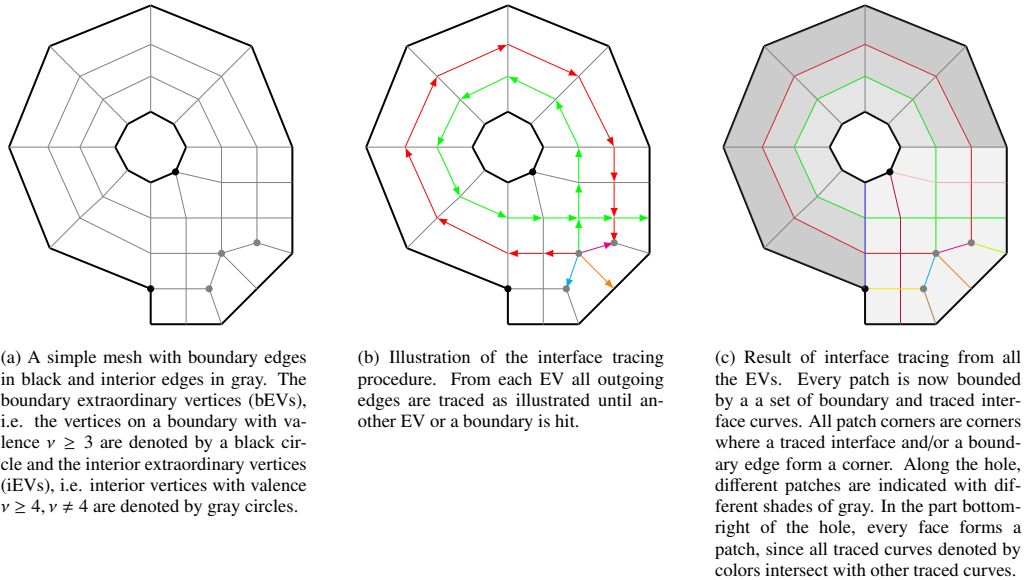 (a) A simple mesh with boundary edges
in black and interior edges in gray. The
boundary extraordinary vertices (bEVs),
i.e. the vertices on a boundary with va-
lence ν ≥ 3 are denoted by a black cir-
cle and the interior extraordinary vertices
(iEVs), i.e. interior vertices with valence
ν ≥ 4, ν ≠ 4 are denoted by gray circles.
(b) Illustration of the interface tracing
procedure. From each EV all outgoing
edges are traced as illustrated until an-
other EV or a boundary is hit.
(c) Result of interface tracing from all
the EVs. Every patch is now bounded
by a a set of boundary and traced inter-
face curves. All patch corners are corners
where a traced interface and/or a bound-
ary edge form a corner. Along the hole,
different patches are indicated with dif-
ferent shades of gray. In the part bottom-
right of the hole, every face forms a
patch, since all traced curves denoted by
colors intersect with other traced curves.